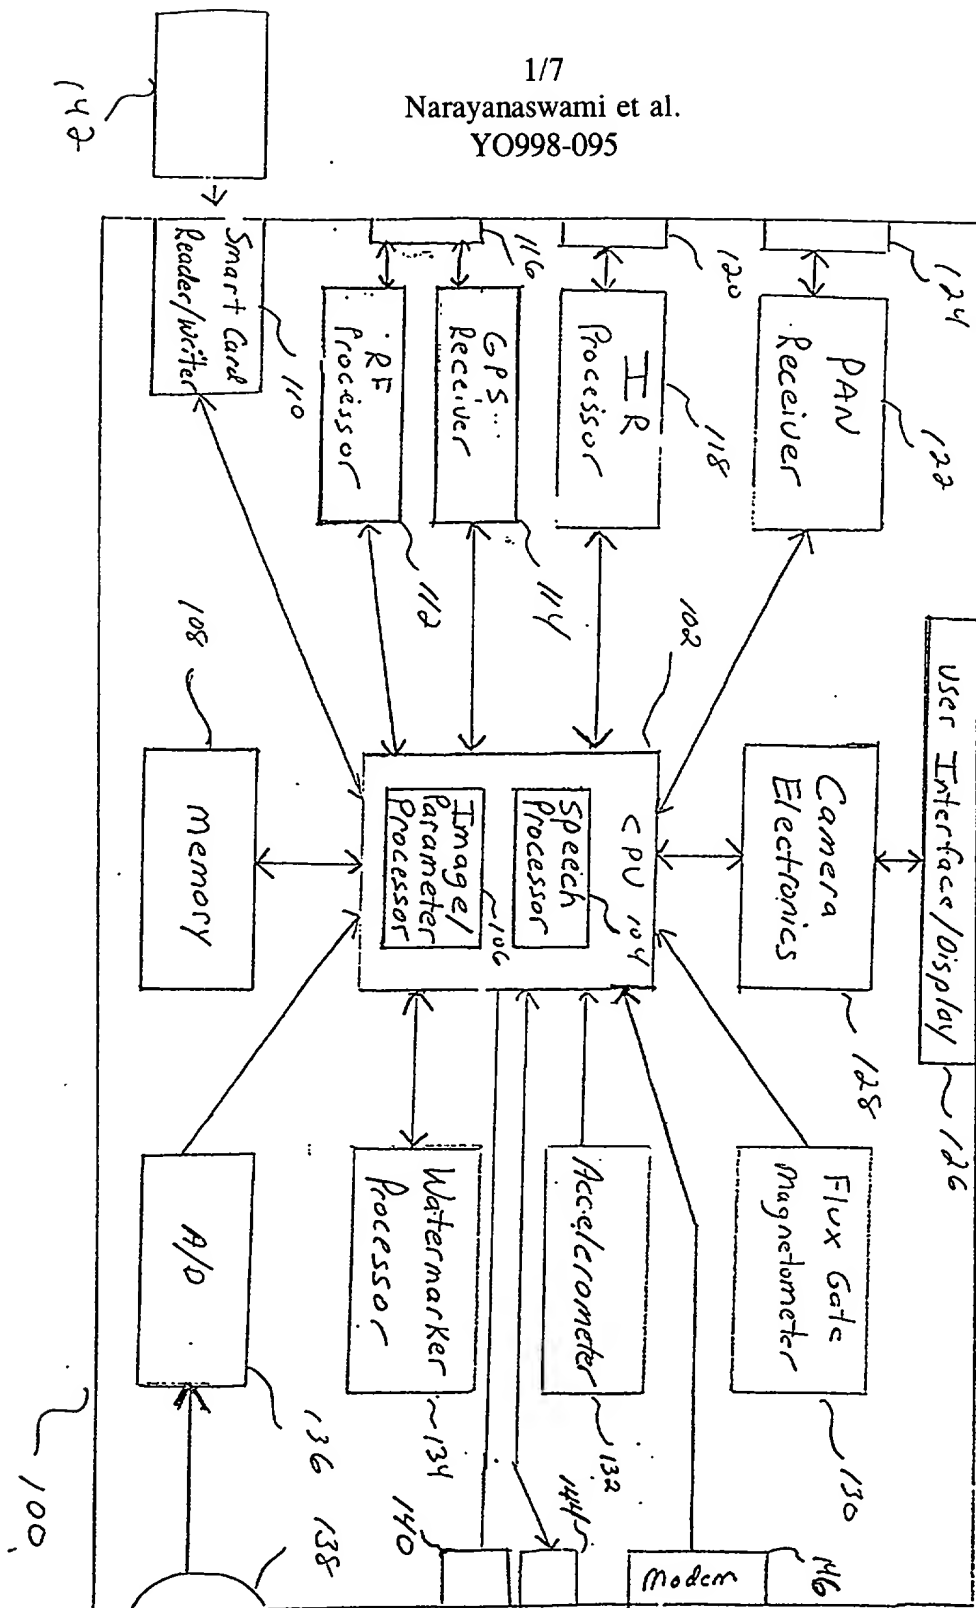 1/7
Narayanaswami et al.
YO998-095
142
Smart Card
Reader/Writer
110
RF
Processor
112
GPS
Receiver
114
116
IR
Processor
118
120
PAN
Receiver
122
124
108
memory
102
CPU
Speech
Processor
104
Image/
Parameter
Processor
106
Camera
Electronics
128
User Interface/Display
126
A/D
136
138
Watermarker
Processor
134
Accelerometer
132
Flux Gate
Magnetometer
130
140
144
Modem
146
100